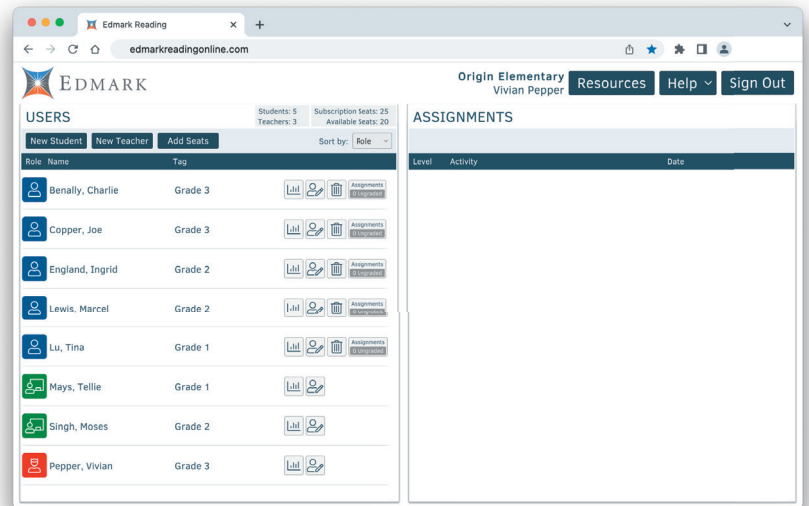 Edmark Reading
edmarkreadingonline.com
EDMARK
Origin Elementary
Vivian Pepper
Resources
Help
Sign Out
USERS
Students: 5
Teachers: 3
Subscription Seats: 25
Available Seats: 20
New Student
New Teacher
Add Seats
Sort by: Role
Role Name Tag
Benally, Charlie Grade 3 Assignments
0 Ungraded
Copper, Joe Grade 3 Assignments
0 Ungraded
England, Ingrid Grade 2 Assignments
0 Ungraded
Lewis, Marcel Grade 2 Assignments
Lu, Tina Grade 1 Assignments
0 Ungraded
Mays, Tellie Grade 1
Singh, Moses Grade 2
Pepper, Vivian Grade 3
ASSIGNMENTS
Level Activity Date